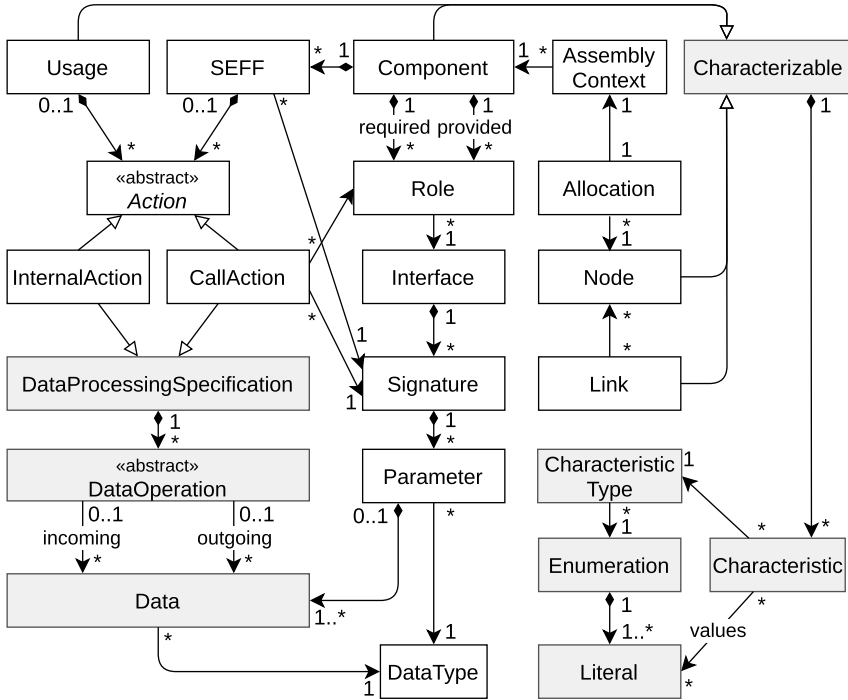 Usage
SEFF
Component
Assembly
Context
Characterizable
0..1
*
0..1
*
*
1
1
*
1
*
required
1
*
provided
1
*
1
1
*
1
«abstract»
Action
Role
Allocation
*
1
*
1
InternalAction
CallAction
Interface
Node
*
*
1
*
1
1
*
*
DataProcessingSpecification
Signature
Link
1
*
1
*
«abstract»
DataOperation
Parameter
Characteristic
Type
1
*
0..1
incoming
*
0..1
outgoing
*
0..1
1..*
*
1
*
1
*
Data
Enumeration
Characteristic
*
1
1
1..*
*
values
*
DataType
Literal